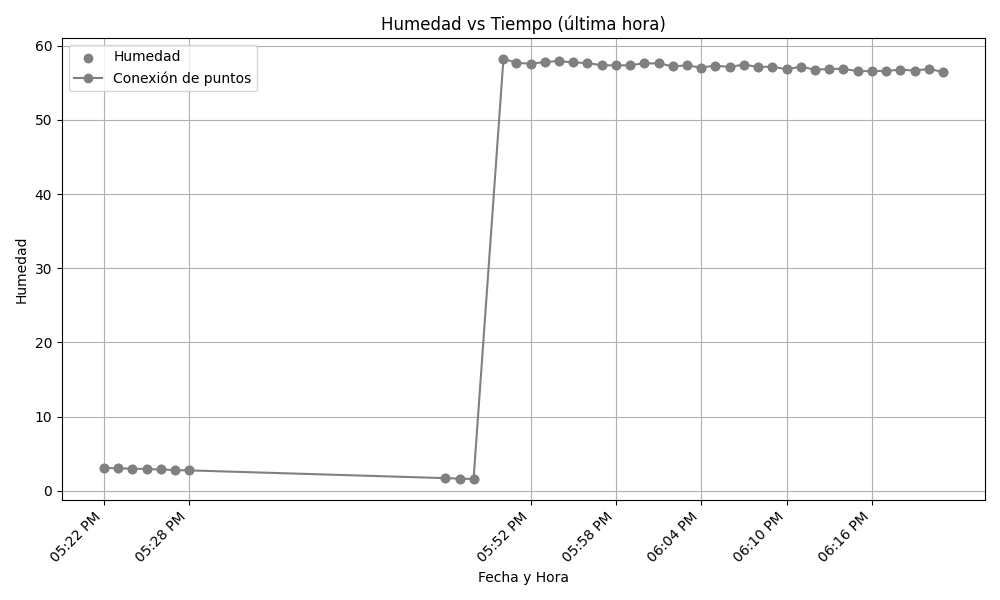 Humedad vs Tiempo (última hora)
Humedad
Conexión de puntos
60
50
40
30
20
10
0
Humedad
05:22 PM
05:28 PM
05:52 PM
05:58 PM
06:04 PM
06:10 PM
06:16 PM
Fecha y Hora